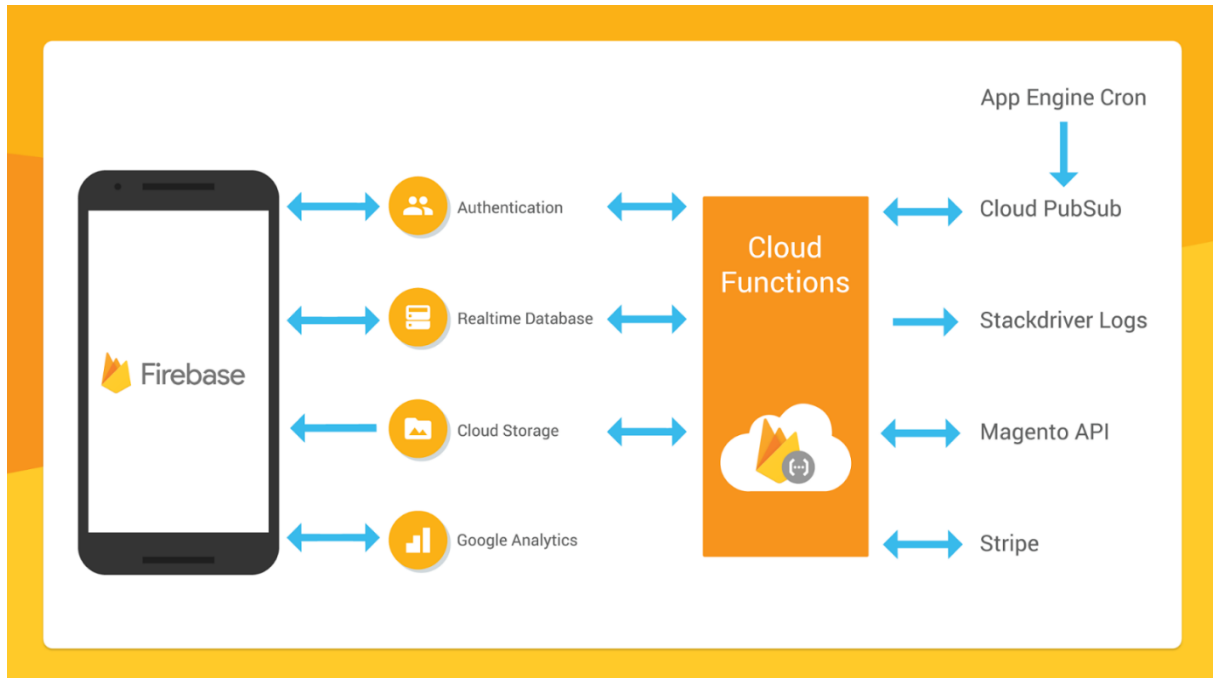 App Engine Cron
Authentication
Cloud PubSub
Cloud
Functions
Realtime Database
Stackdriver Logs
Firebase
Cloud Storage
Magento API
Google Analytics
Stripe